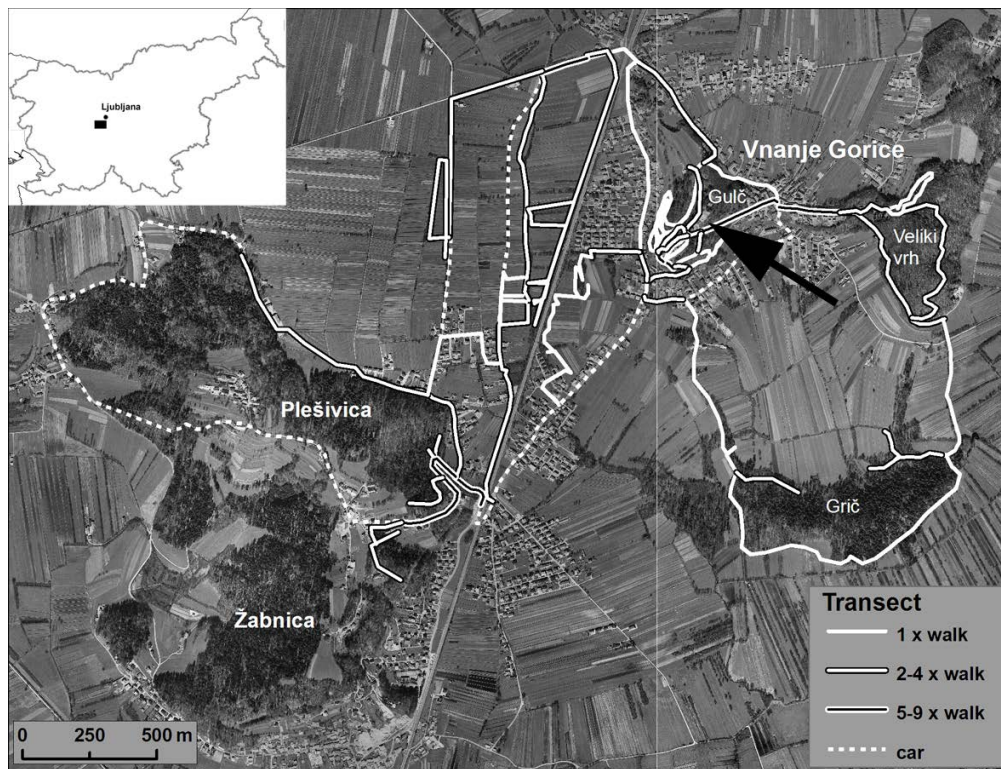 Ljubljana
Vnanje Gorice
Gulč
Veliki
vrh
Plešivica
Grič
Žabnica
Transect
1 x walk
2-4 x walk
5-9 x walk
car
0 250 500 m